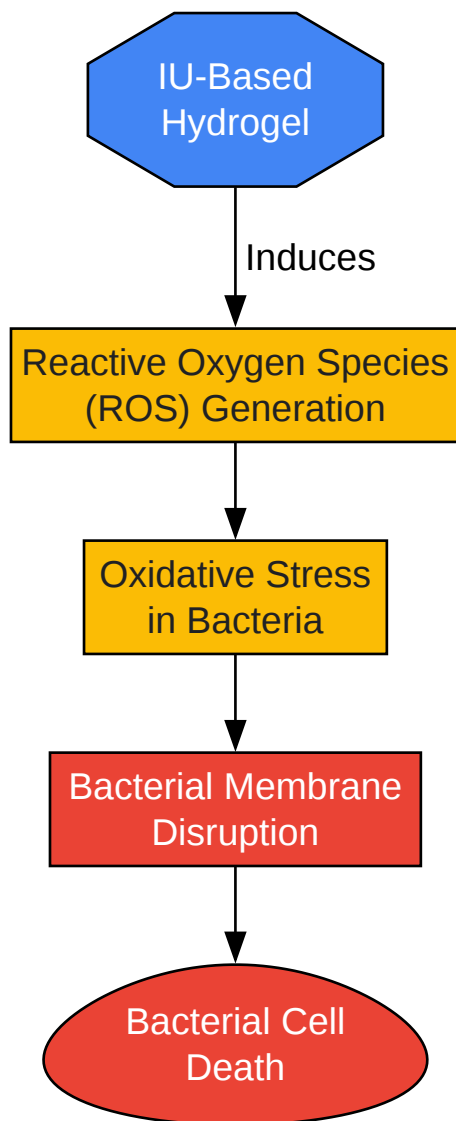 IU-Based
Hydrogel
Induces
Reactive Oxygen Species
(ROS) Generation
Oxidative Stress
in Bacteria
Bacterial Membrane
Disruption
Bacterial Cell
Death